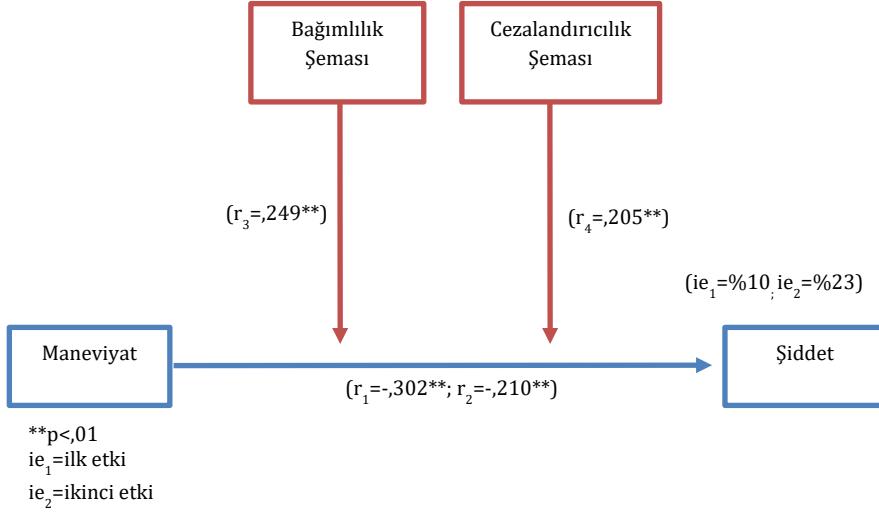 Bağımlılık
Şeması
Cezalandırıcılık
Şeması
(r₃=,249**)
(r₄=,205**)
(ie₁=%10; ie₂=%23)
Maneviyat
Şiddet
(r₁=-,302**; r₂=-,210**)
**p<,01
ie₁=ilk etki
ie₂=ikinci etki